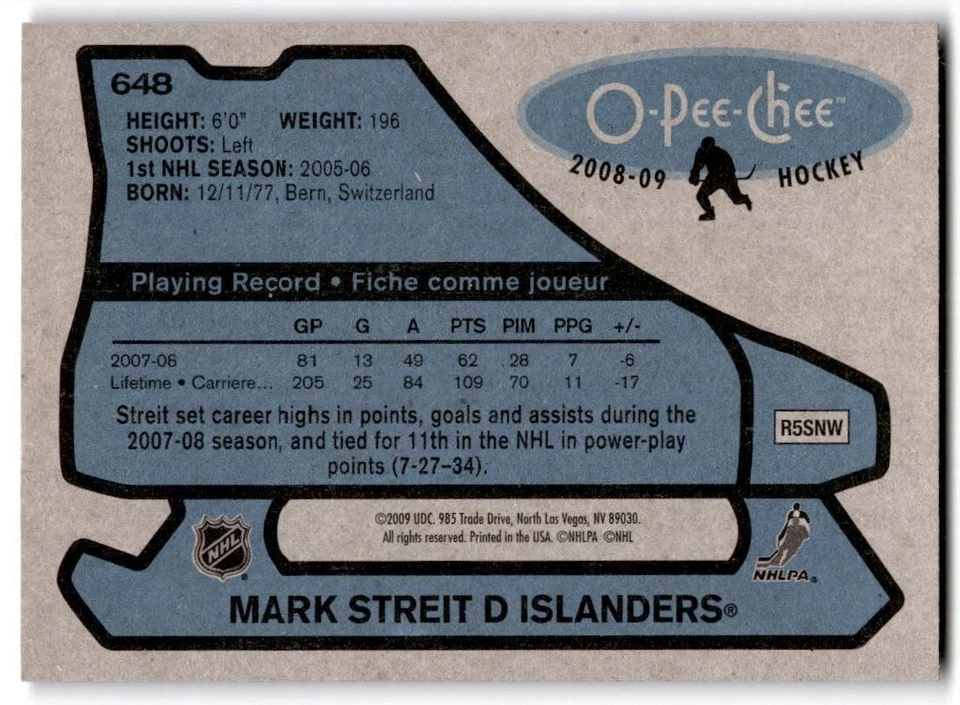 648
HEIGHT: 6'0" WEIGHT: 196
SHOOTS: Left
1st NHL SEASON: 2005-06
BORN: 12/11/77, Bern, Switzerland
O-Pee-Chee™
2008-09 HOCKEY
Playing Record • Fiche comme joueur
GP G A PTS PIM PPG +/-
2007-08 81 13 49 62 28 7 -6
Lifetime • Carriere... 205 25 84 109 70 11 -17
Streit set career highs in points, goals and assists during the
2007-08 season, and tied for 11th in the NHL in power-play
points (7-27–34).
R5SNW
©2009 UDC. 985 Trade Drive, North Las Vegas, NV 89030.
All rights reserved. Printed in the USA. ©NHLPA ©NHL
NHL®
NHLPA®
MARK STREIT D ISLANDERS®